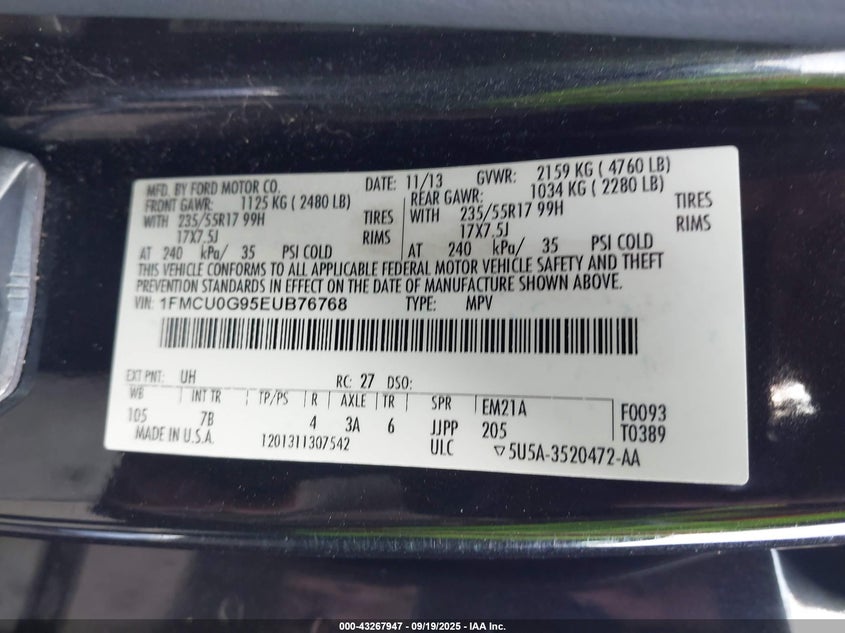 MFD. BY FORD MOTOR CO. DATE: 11/13 GVWR: 2159 KG ( 4760 LB)
FRONT GAWR: 1125 KG ( 2480 LB) REAR GAWR: 1034 KG ( 2280 LB)
WITH 235/55R17 99H TIRES WITH 235/55R17 99H TIRES
17X7.5J RIMS 17X7.5J RIMS
AT 240 kPa/ 35 PSI COLD AT 240 kPa/ 35 PSI COLD
THIS VEHICLE CONFORMS TO ALL APPLICABLE FEDERAL MOTOR VEHICLE SAFETY AND THEFT
PREVENTION STANDARDS IN EFFECT ON THE DATE OF MANUFACTURE SHOWN ABOVE.
VIN: 1FMCU0G95EUB76768 TYPE: MPV
EXT PNT: UH RC: 27 DSO:
WB INT TR TP/PS R AXLE TR SPR EM21A F0093
105 7B 4 3A 6 JJPP 205 T0389
MADE IN U.S.A. 1201311307542 ULC ▽5U5A-3520472-AA
000-43267947 - 09/19/2025 - IAA Inc.